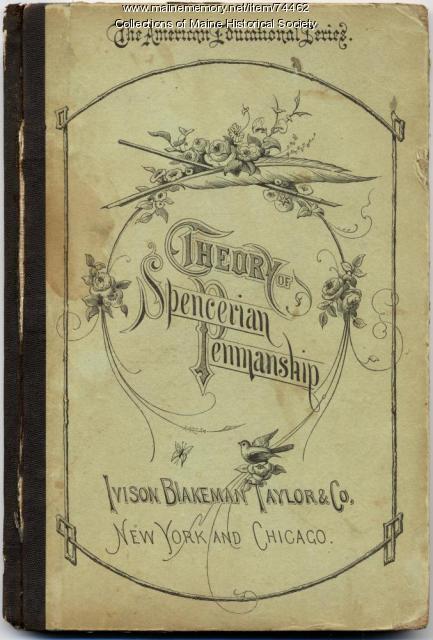 www.mainememory.net/item/74462
Collections of Maine Historical Society
The American Educational Series.
THEORY OF
Spencerian
Penmanship
IVISON, BLAKEMAN, TAYLOR & CO.,
NEW YORK AND CHICAGO.